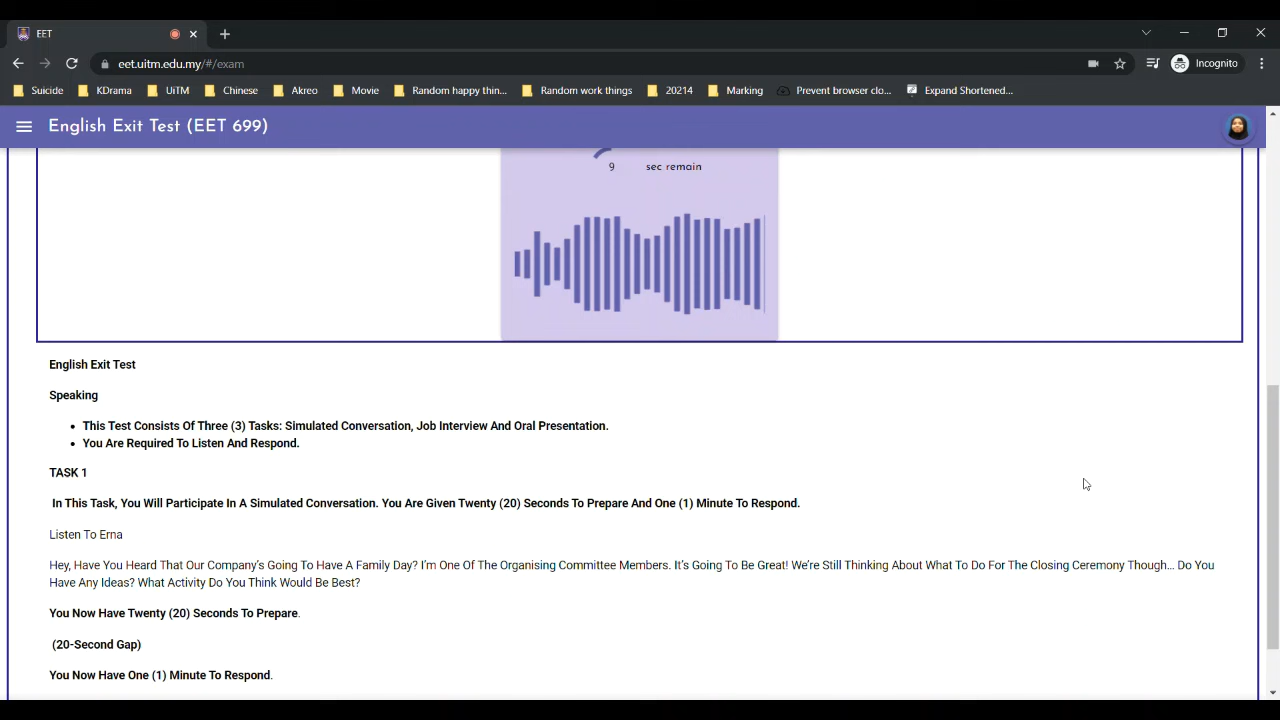 EET
eet.uitm.edu.my/#/exam
Incognito
Suicide
KDrama
UiTM
Chinese
Akreo
Movie
Random happy thin...
Random work things
20214
Marking
Prevent browser clo...
Expand Shortened...
English Exit Test (EET 699)
9 sec remain
English Exit Test
Speaking
• This Test Consists Of Three (3) Tasks: Simulated Conversation, Job Interview And Oral Presentation.
• You Are Required To Listen And Respond.
TASK 1
In This Task, You Will Participate In A Simulated Conversation. You Are Given Twenty (20) Seconds To Prepare And One (1) Minute To Respond.
Listen To Erna
Hey, Have You Heard That Our Company's Going To Have A Family Day? I'm One Of The Organising Committee Members. It's Going To Be Great! We're Still Thinking About What To Do For The Closing Ceremony Though... Do You
Have Any Ideas? What Activity Do You Think Would Be Best?
You Now Have Twenty (20) Seconds To Prepare.
(20-Second Gap)
You Now Have One (1) Minute To Respond.